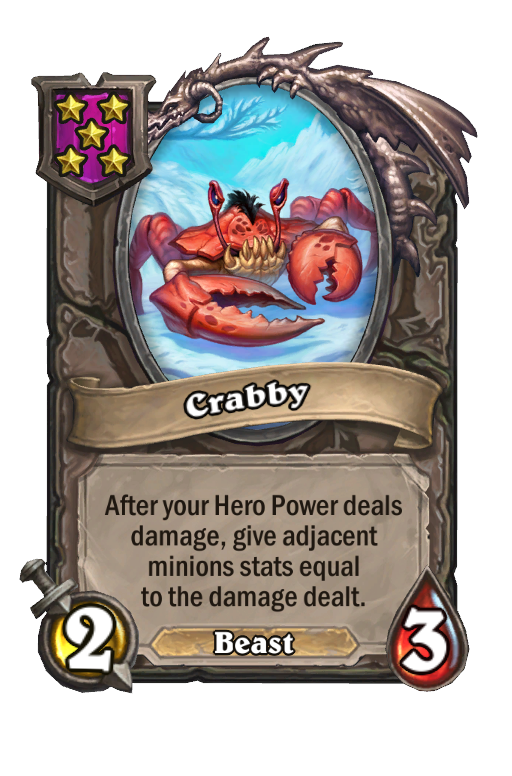 Crabby
After your Hero Power deals
damage, give adjacent
minions stats equal
to the damage dealt.
2
Beast
3